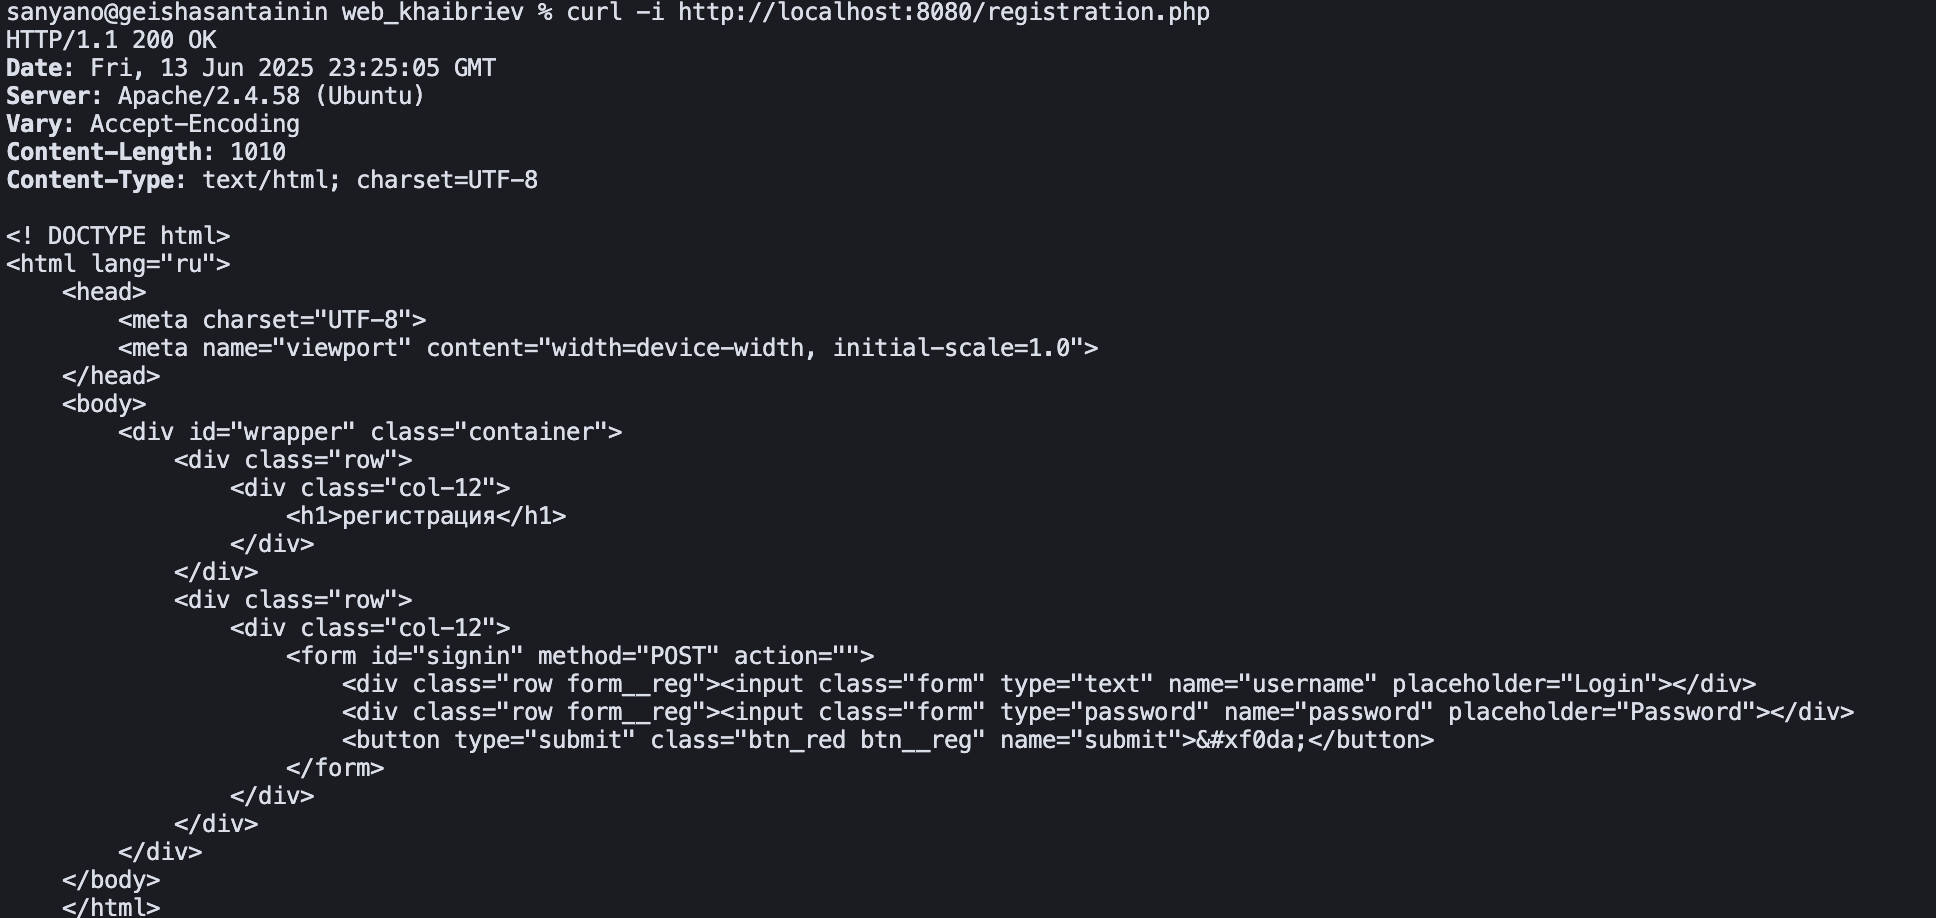 sanyano@geishasantainin web_khaibriev % curl -i http://localhost:8080/registration.php
HTTP/1.1 200 OK
Date: Fri, 13 Jun 2025 23:25:05 GMT
Server: Apache/2.4.58 (Ubuntu)
Vary: Accept-Encoding
Content-Length: 1010
Content-Type: text/html; charset=UTF-8

<! DOCTYPE html>
<html lang="ru">
    <head>
        <meta charset="UTF-8">
        <meta name="viewport" content="width=device-width, initial-scale=1.0">
    </head>
    <body>
        <div id="wrapper" class="container">
            <div class="row">
                <div class="col-12">
                    <h1>регистрация</h1>
                </div>
            </div>
            <div class="row">
                <div class="col-12">
                    <form id="signin" method="POST" action="">
                        <div class="row form__reg"><input class="form" type="text" name="username" placeholder="Login"></div>
                        <div class="row form__reg"><input class="form" type="password" name="password" placeholder="Password"></div>
                        <button type="submit" class="btn_red btn__reg" name="submit">&#xf0da;</button>
                    </form>
                </div>
            </div>
        </div>
    </body>
    </html>